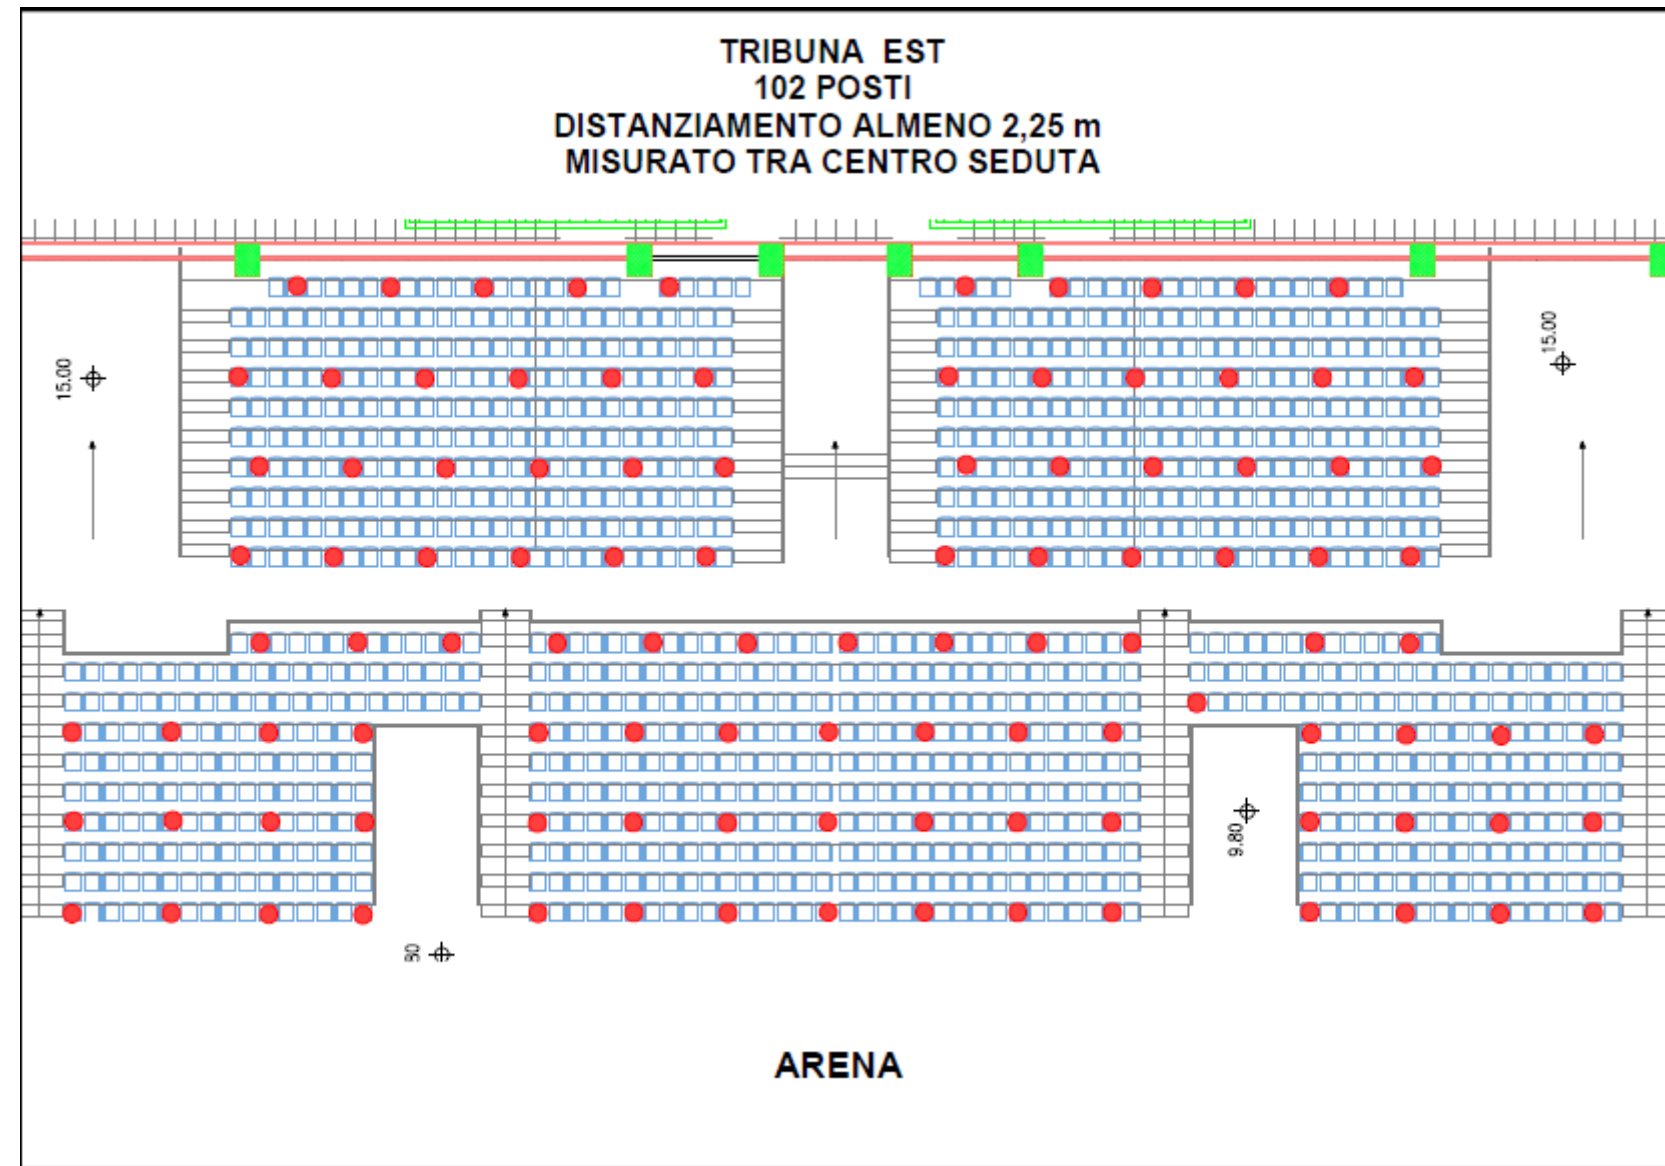 TRIBUNA EST
102 POSTI
DISTANZIAMENTO ALMENO 2,25 m
MISURATO TRA CENTRO SEDUTA
15.00
15.00
9.80
80
ARENA